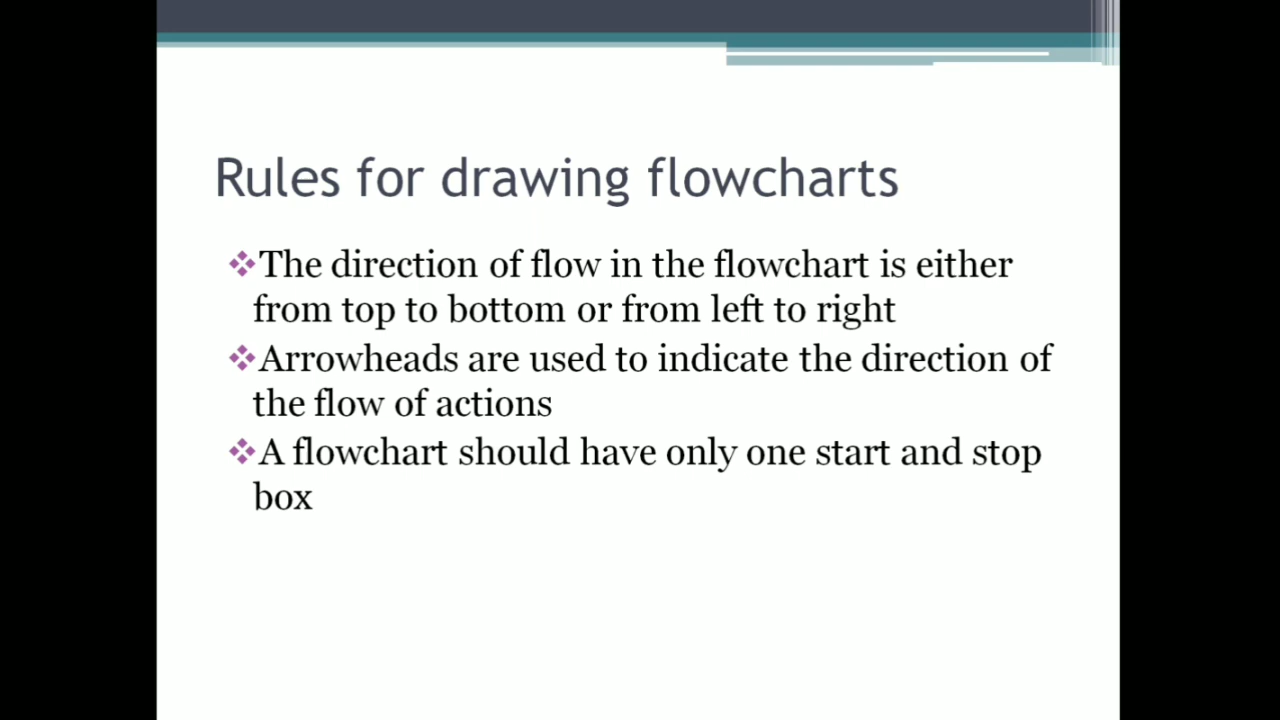 Rules for drawing flowcharts
❖The direction of flow in the flowchart is either
from top to bottom or from left to right
❖Arrowheads are used to indicate the direction of
the flow of actions
❖A flowchart should have only one start and stop
box